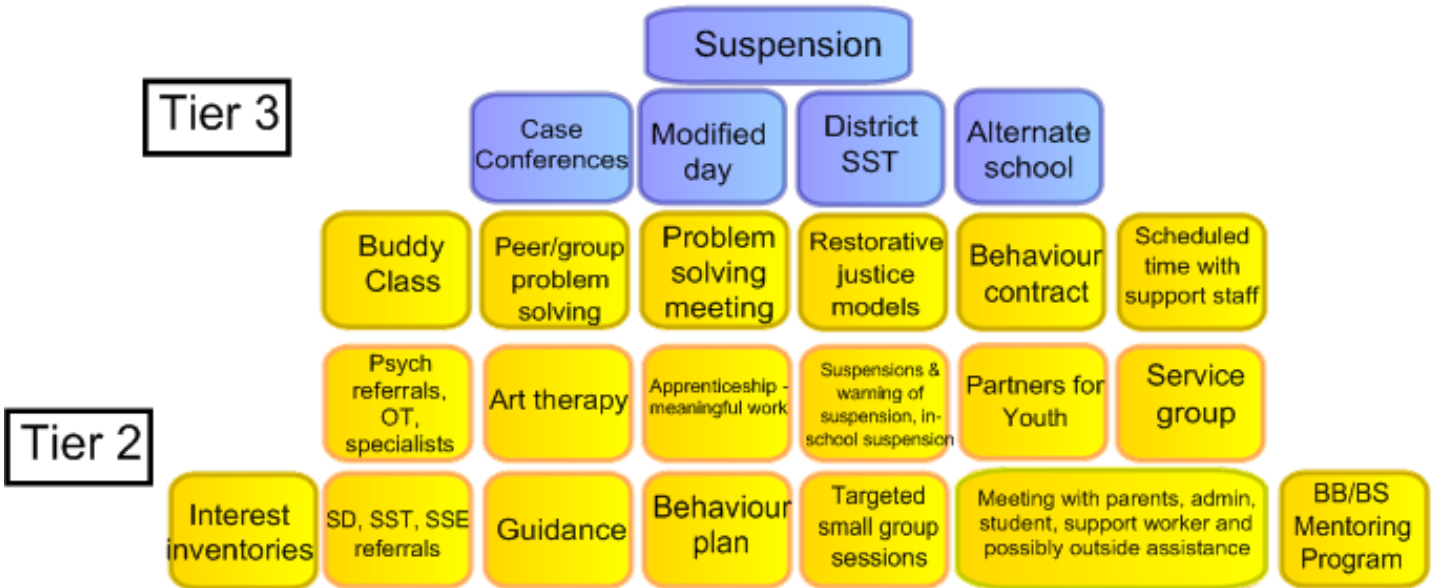 Suspension
Tier 3
Case
Conferences
Modified
day
District
SST
Alternate
school
Buddy
Class
Peer/group
problem
solving
Problem
solving
meeting
Restorative
justice
models
Behaviour
contract
Scheduled
time with
support staff
Psych
referrals,
OT,
specialists
Art therapy
Apprenticeship -
meaningful work
Suspensions &
warning of
suspension, in-
school suspension
Partners for
Youth
Service
group
Tier 2
Interest
inventories
SD, SST, SSE
referrals
Guidance
Behaviour
plan
Targeted
small group
sessions
Meeting with parents, admin,
student, support worker and
possibly outside assistance
BB/BS
Mentoring
Program